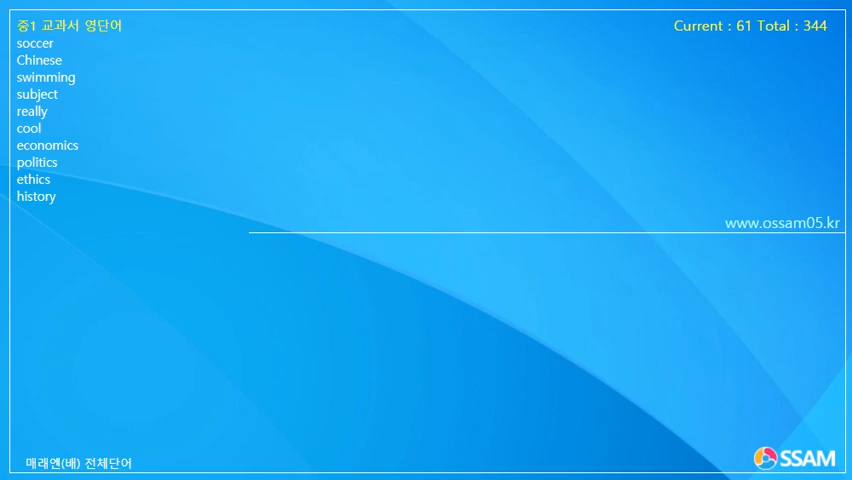 중1 교과서 영단어
Current : 61 Total : 344
soccer
Chinese
swimming
subject
really
cool
economics
politics
ethics
history
www.ossam05.kr
매래엔(배) 전체단어
OSSAM